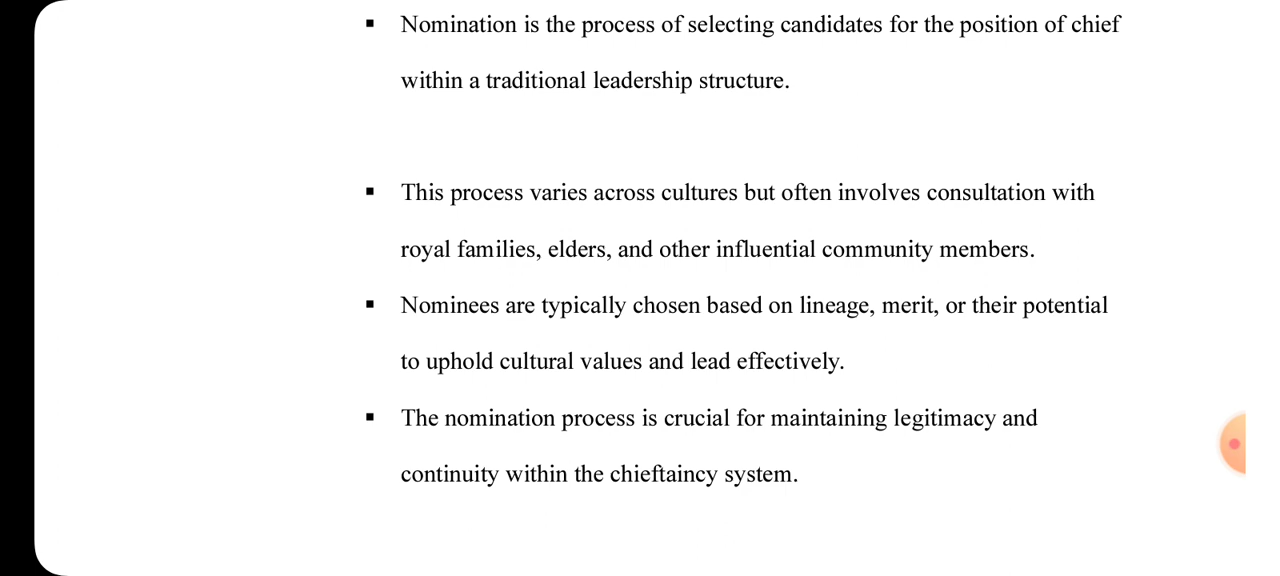 ▪ Nomination is the process of selecting candidates for the position of chief
within a traditional leadership structure.
▪ This process varies across cultures but often involves consultation with
royal families, elders, and other influential community members.
▪ Nominees are typically chosen based on lineage, merit, or their potential
to uphold cultural values and lead effectively.
▪ The nomination process is crucial for maintaining legitimacy and
continuity within the chieftaincy system.